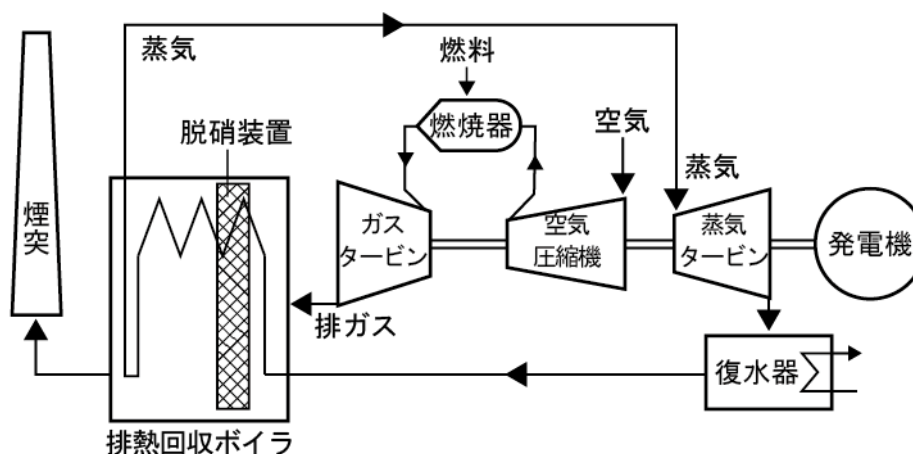 蒸気
燃料
脱硝装置
燃焼器
空気
蒸気
煙突
ガス
タービン
空気
圧縮機
蒸気
タービン
発電機
排ガス
復水器
排熱回収ボイラ